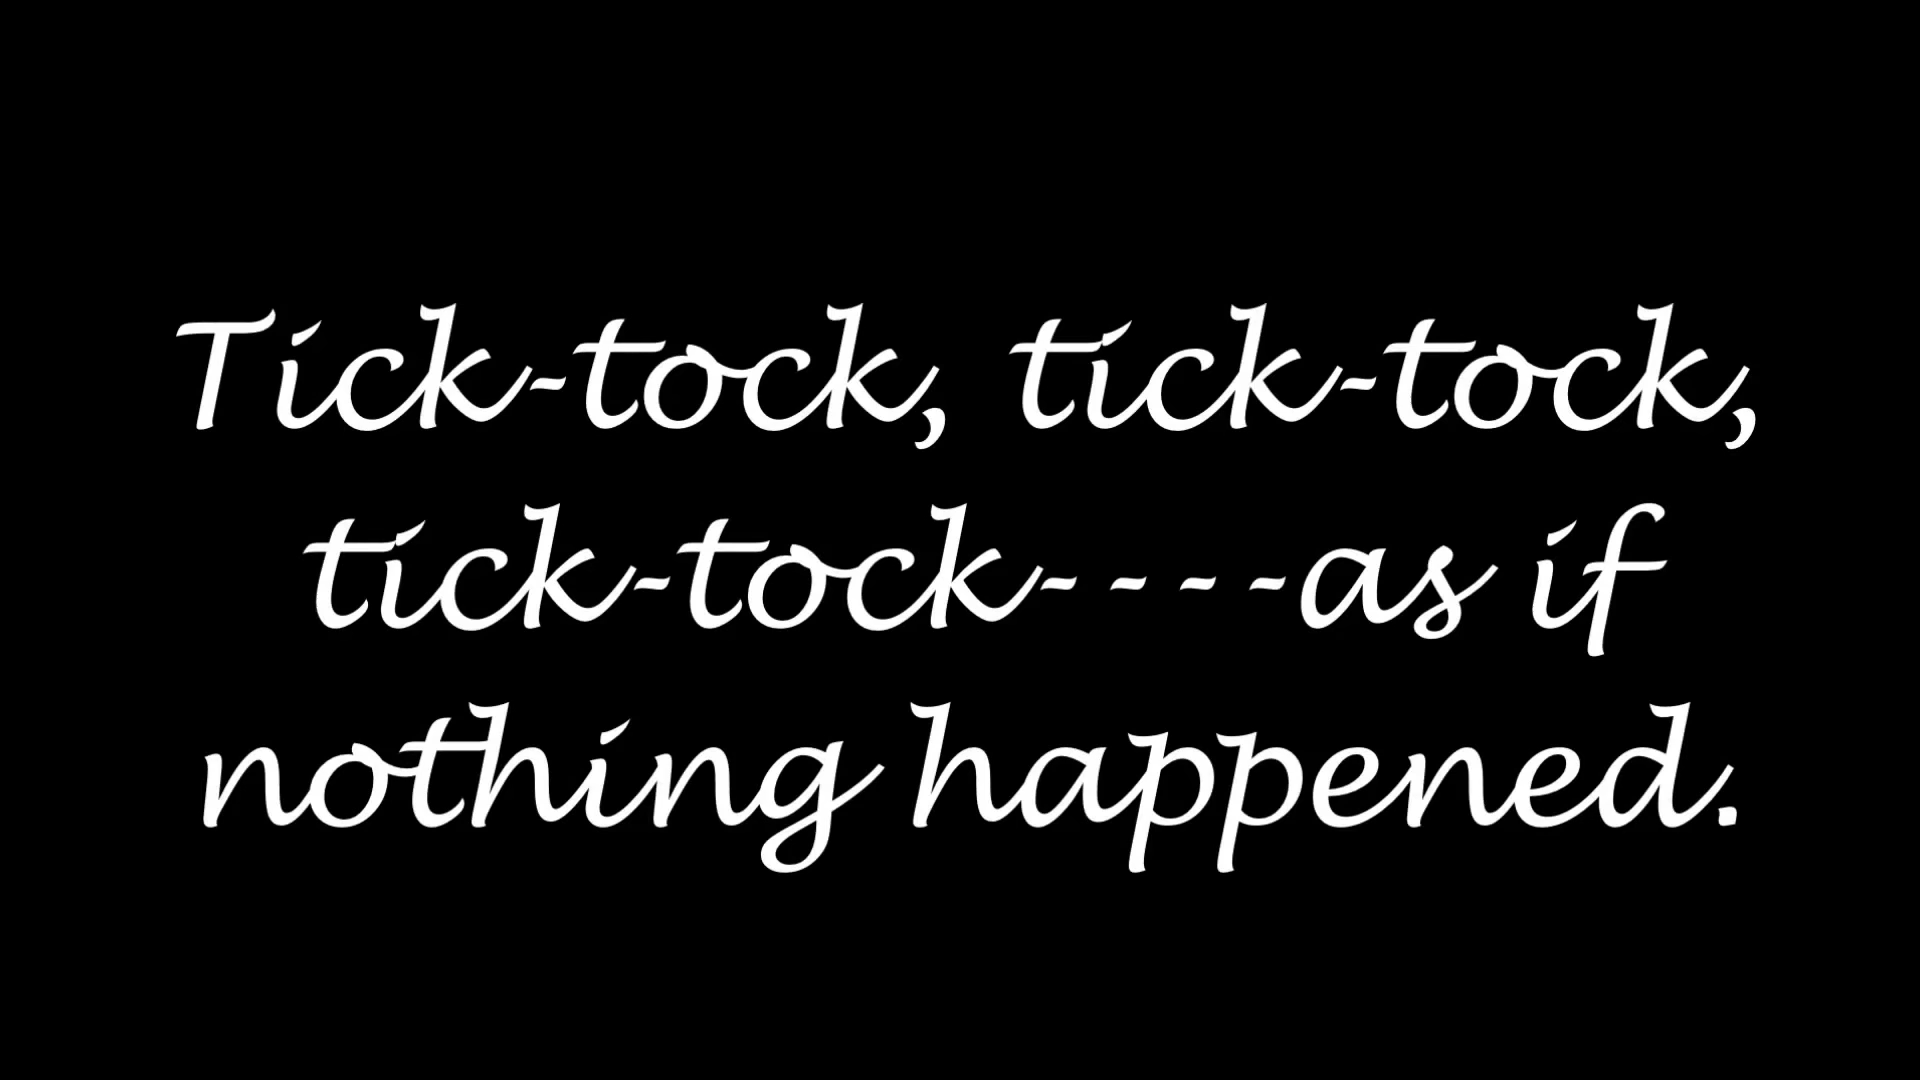 Tick-tock, tick-tock,
tick-tock----as if
nothing happened.